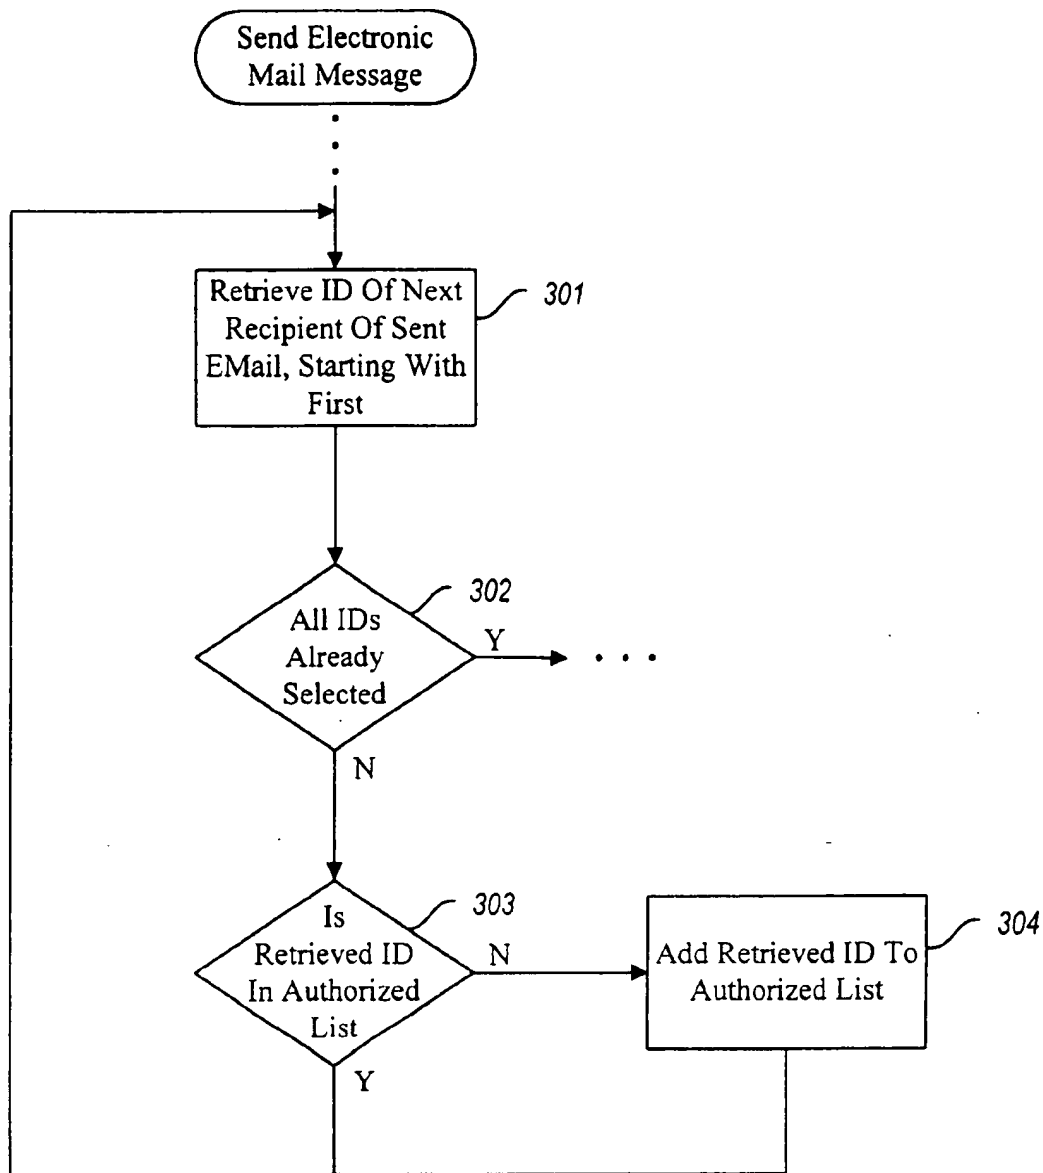 Send Electronic
Mail Message
Retrieve ID Of Next
Recipient Of Sent
EMail, Starting With
First
301
All IDs
Already
Selected
302
Y
N
Is
Retrieved ID
In Authorized
List
303
N
Y
Add Retrieved ID To
Authorized List
304